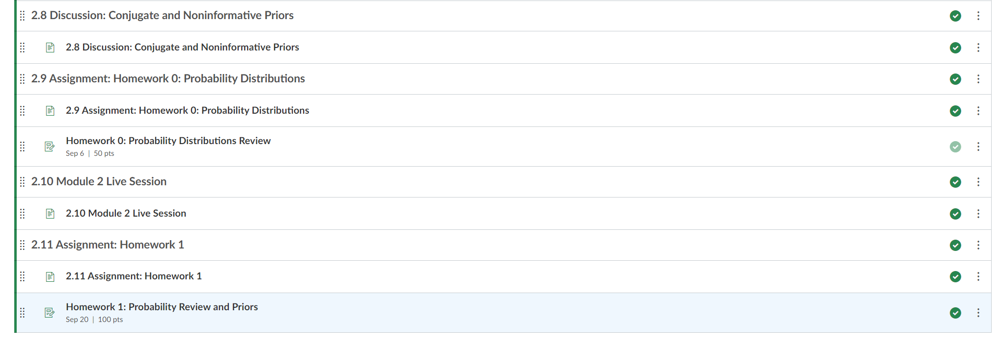 2.8 Discussion: Conjugate and Noninformative Priors
2.8 Discussion: Conjugate and Noninformative Priors
2.9 Assignment: Homework 0: Probability Distributions
2.9 Assignment: Homework 0: Probability Distributions
Homework 0: Probability Distributions Review
Sep 6 | 50 pts
2.10 Module 2 Live Session
2.10 Module 2 Live Session
2.11 Assignment: Homework 1
2.11 Assignment: Homework 1
Homework 1: Probability Review and Priors
Sep 20 | 100 pts